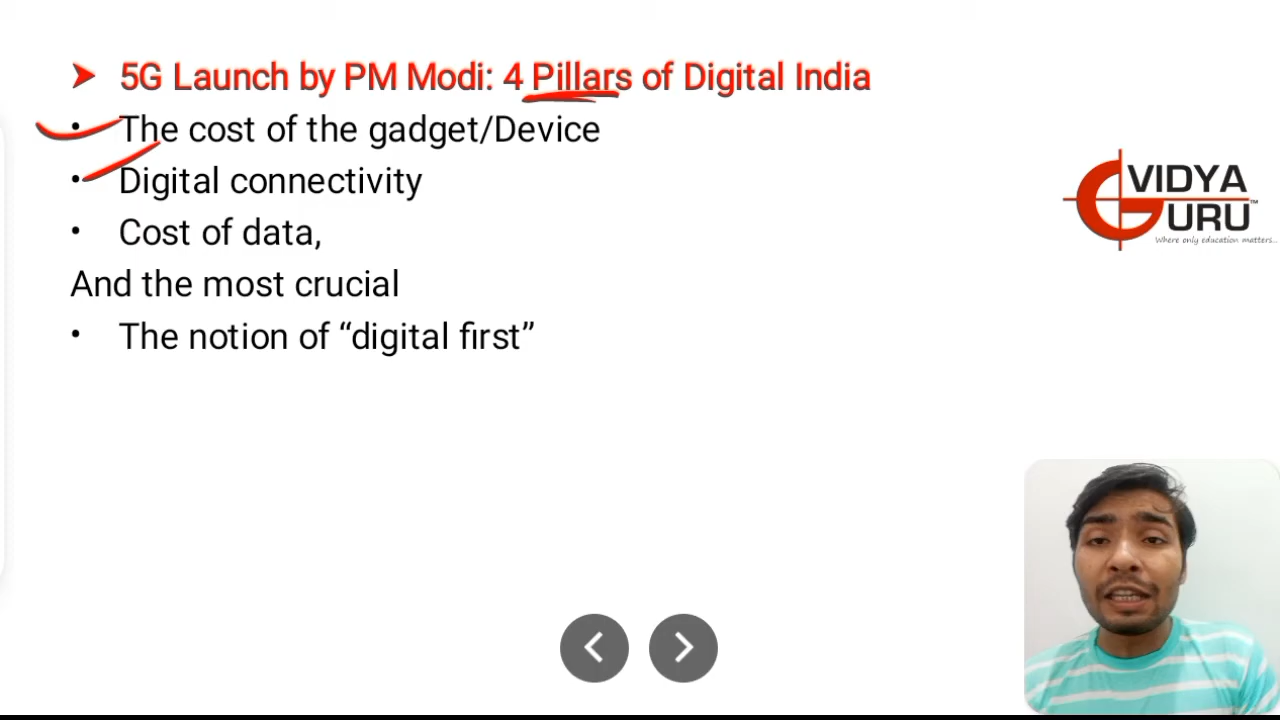 ➤ 5G Launch by PM Modi: 4 Pillars of Digital India
• The cost of the gadget/Device
• Digital connectivity
• Cost of data,
And the most crucial
• The notion of “digital first”
VIDYA
GURU™
Where only education matters...